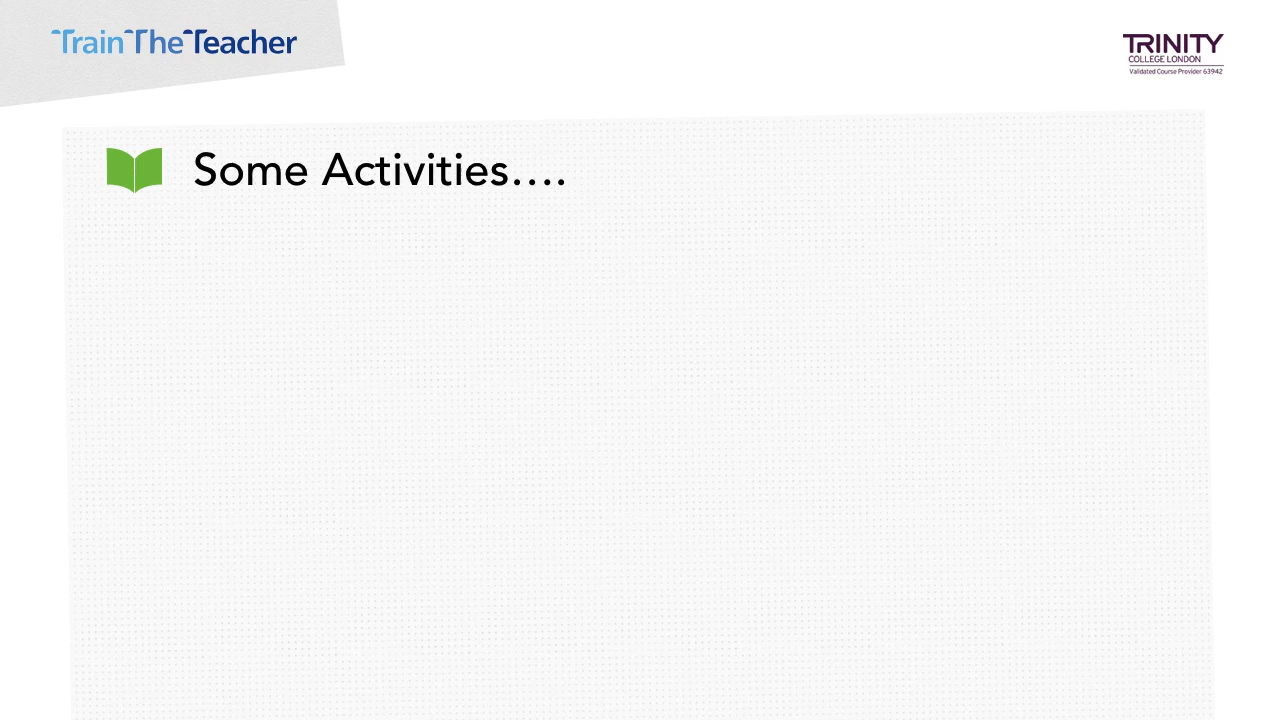 TrainTheTeacher
TRINITY
COLLEGE LONDON
Validated Course Provider 63942
Some Activities....